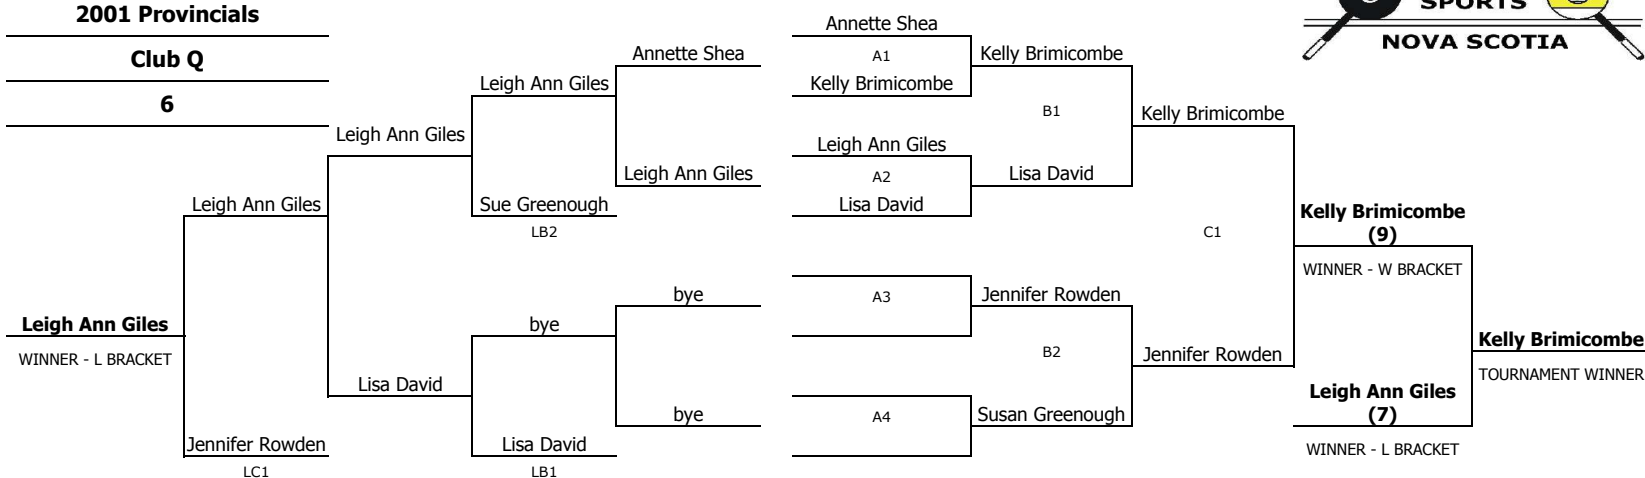 SPORTS
NOVA SCOTIA
2001 Provincials
Club Q
6
Annette Shea
Annette Shea
A1
Kelly Brimicombe
Leigh Ann Giles
Kelly Brimicombe
B1
Kelly Brimicombe
Leigh Ann Giles
Leigh Ann Giles
Leigh Ann Giles
A2
Lisa David
Leigh Ann Giles
Sue Greenough
Lisa David
LB2
C1
Kelly Brimicombe
(9)
WINNER - W BRACKET
bye
A3
Jennifer Rowden
Leigh Ann Giles
bye
WINNER - L BRACKET
B2
Jennifer Rowden
Kelly Brimicombe
TOURNAMENT WINNER
Lisa David
bye
A4
Susan Greenough
Leigh Ann Giles
(7)
WINNER - L BRACKET
Jennifer Rowden
LC1
Lisa David
LB1